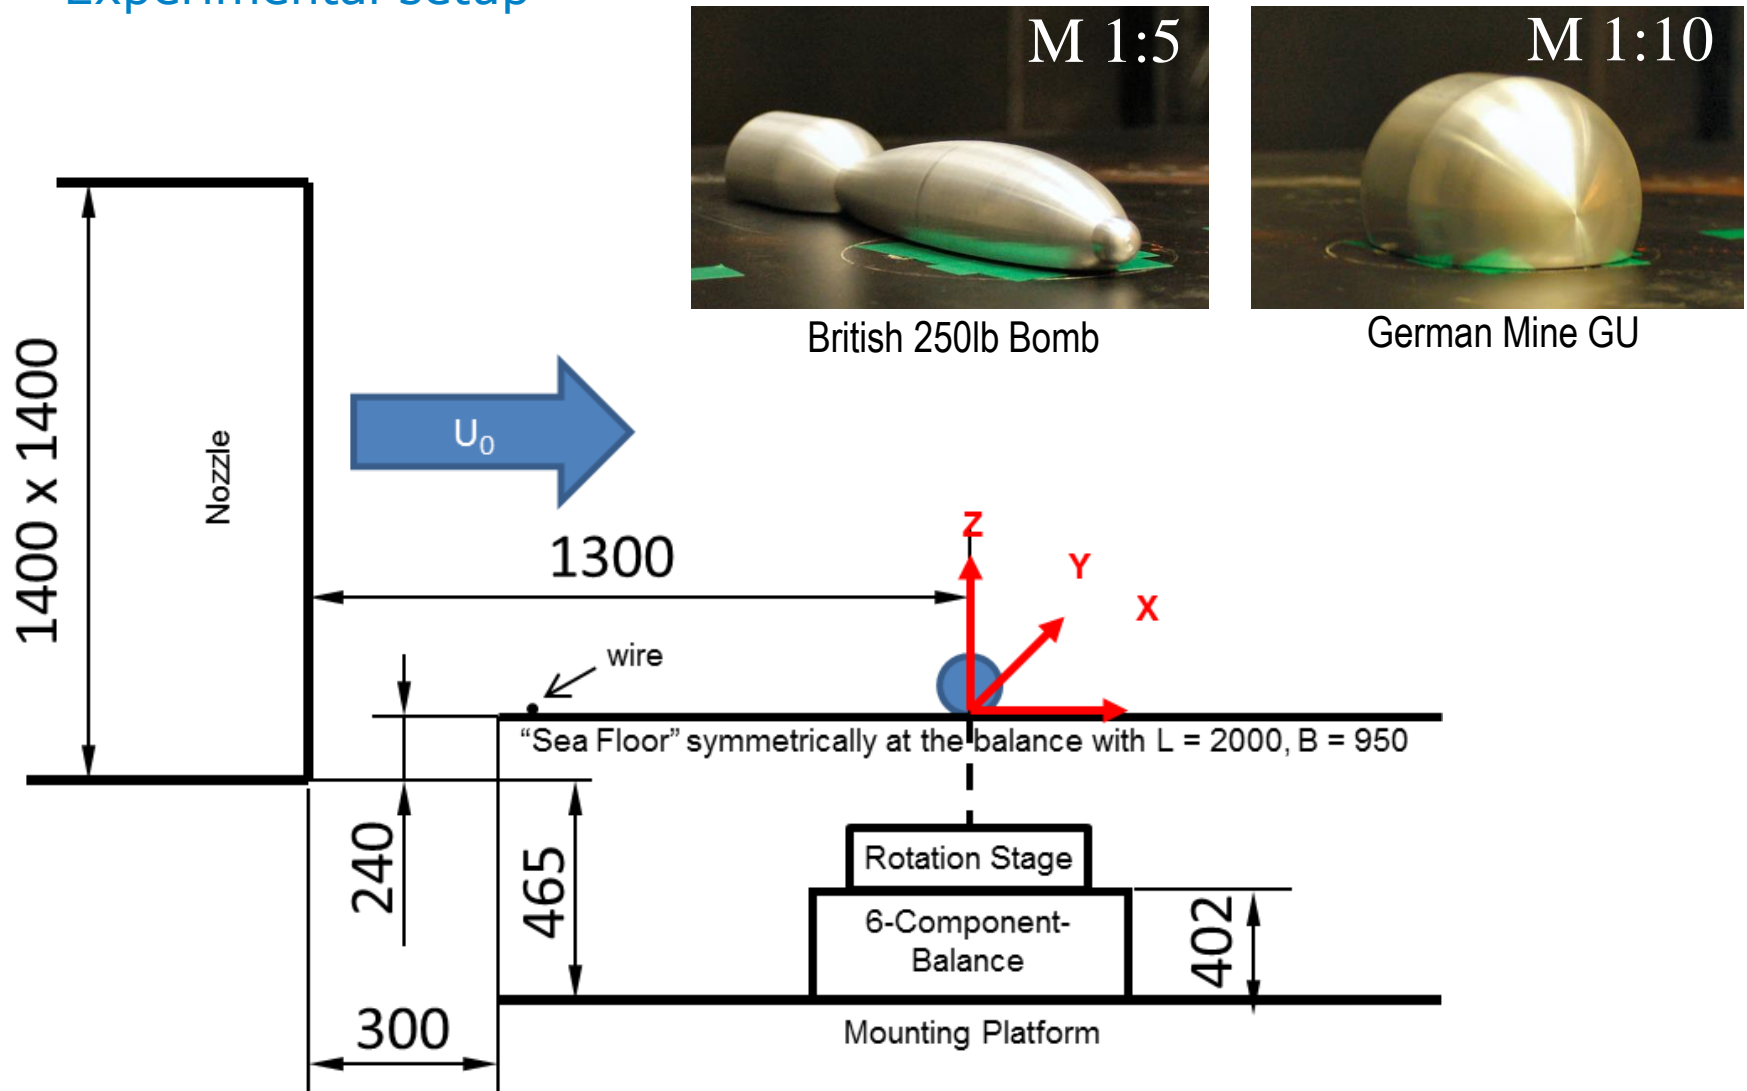 Experimental setup
M 1:5
M 1:10
British 250lb Bomb
German Mine GU
1400 x 1400
Nozzle
U₀
1300
Z
Y
X
wire
“Sea Floor” symmetrically at the balance with L = 2000, B = 950
240
465
Rotation Stage
6-Component-
Balance
402
300
Mounting Platform